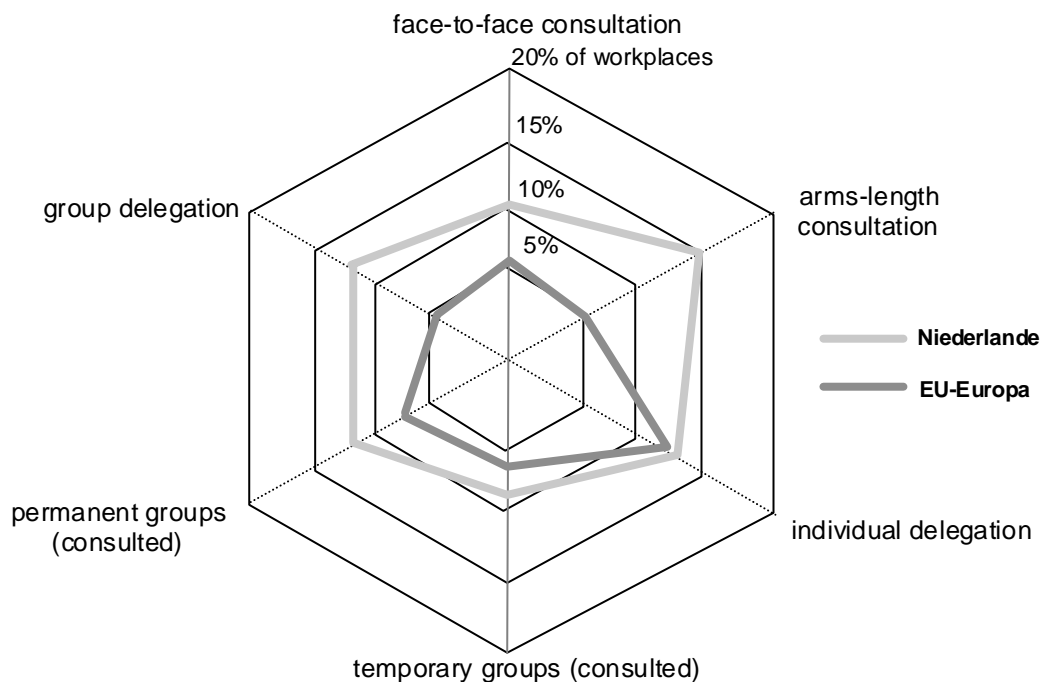 face-to-face consultation
20% of workplaces
15%
10%
5%
group delegation
arms-length
consultation
Niederlande
EU-Europa
permanent groups
(consulted)
individual delegation
temporary groups (consulted)